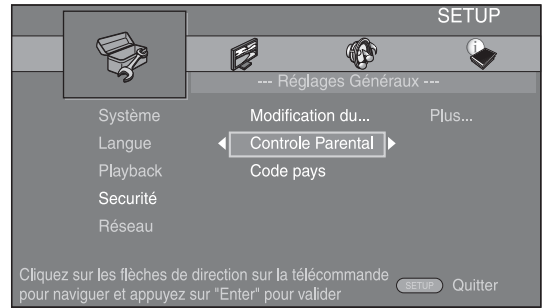 SETUP
--- Réglages Généraux ---
Système Modification du... Plus...
Langue Controle Parental
Playback Code pays
Securité
Réseau
Cliquez sur les flèches de direction sur la télécommande
pour naviguer et appuyez sur "Enter" pour valider SETUP Quitter